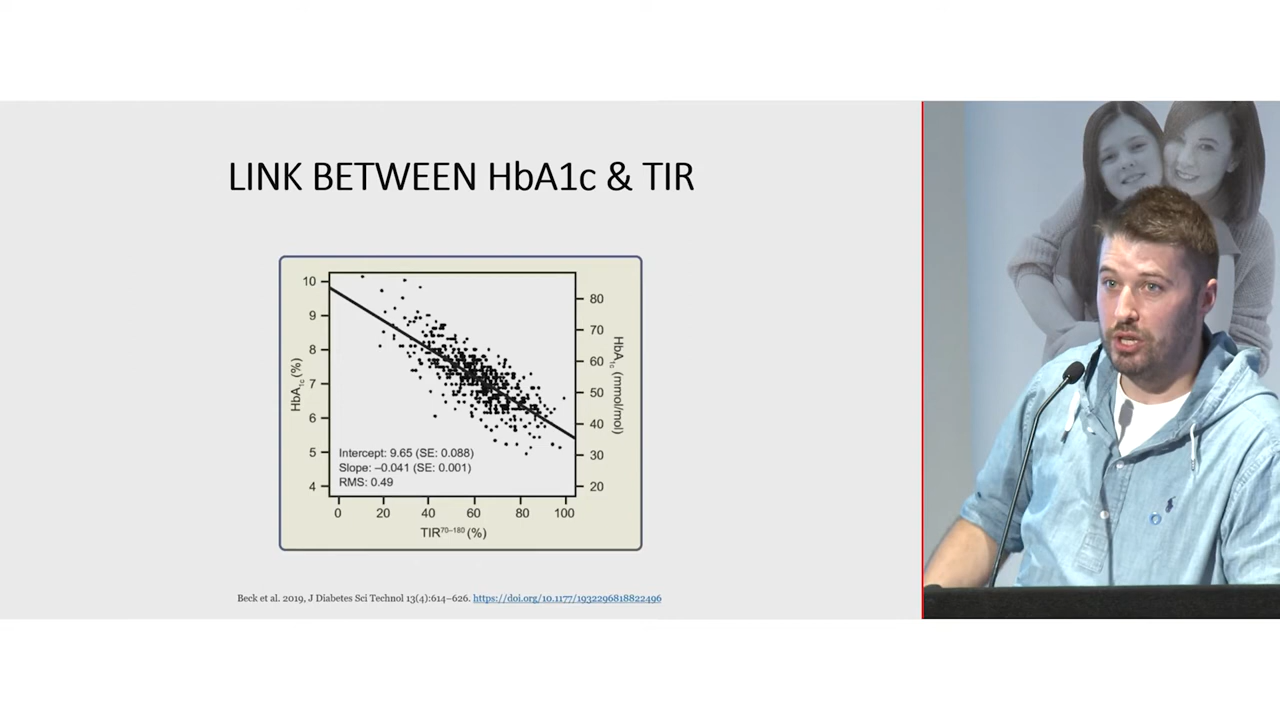 LINK BETWEEN HbA1c & TIR
10
9
8
7
6
5
4
HbA1c (%)
80
70
60
50
40
30
20
HbA1c (mmol/mol)
Intercept: 9.65 (SE: 0.088)
Slope: –0.041 (SE: 0.001)
RMS: 0.49
0 20 40 60 80 100
TIR70–180 (%)
Beck et al. 2019, J Diabetes Sci Technol 13(4):614–626. https://doi.org/10.1177/1932296818822496